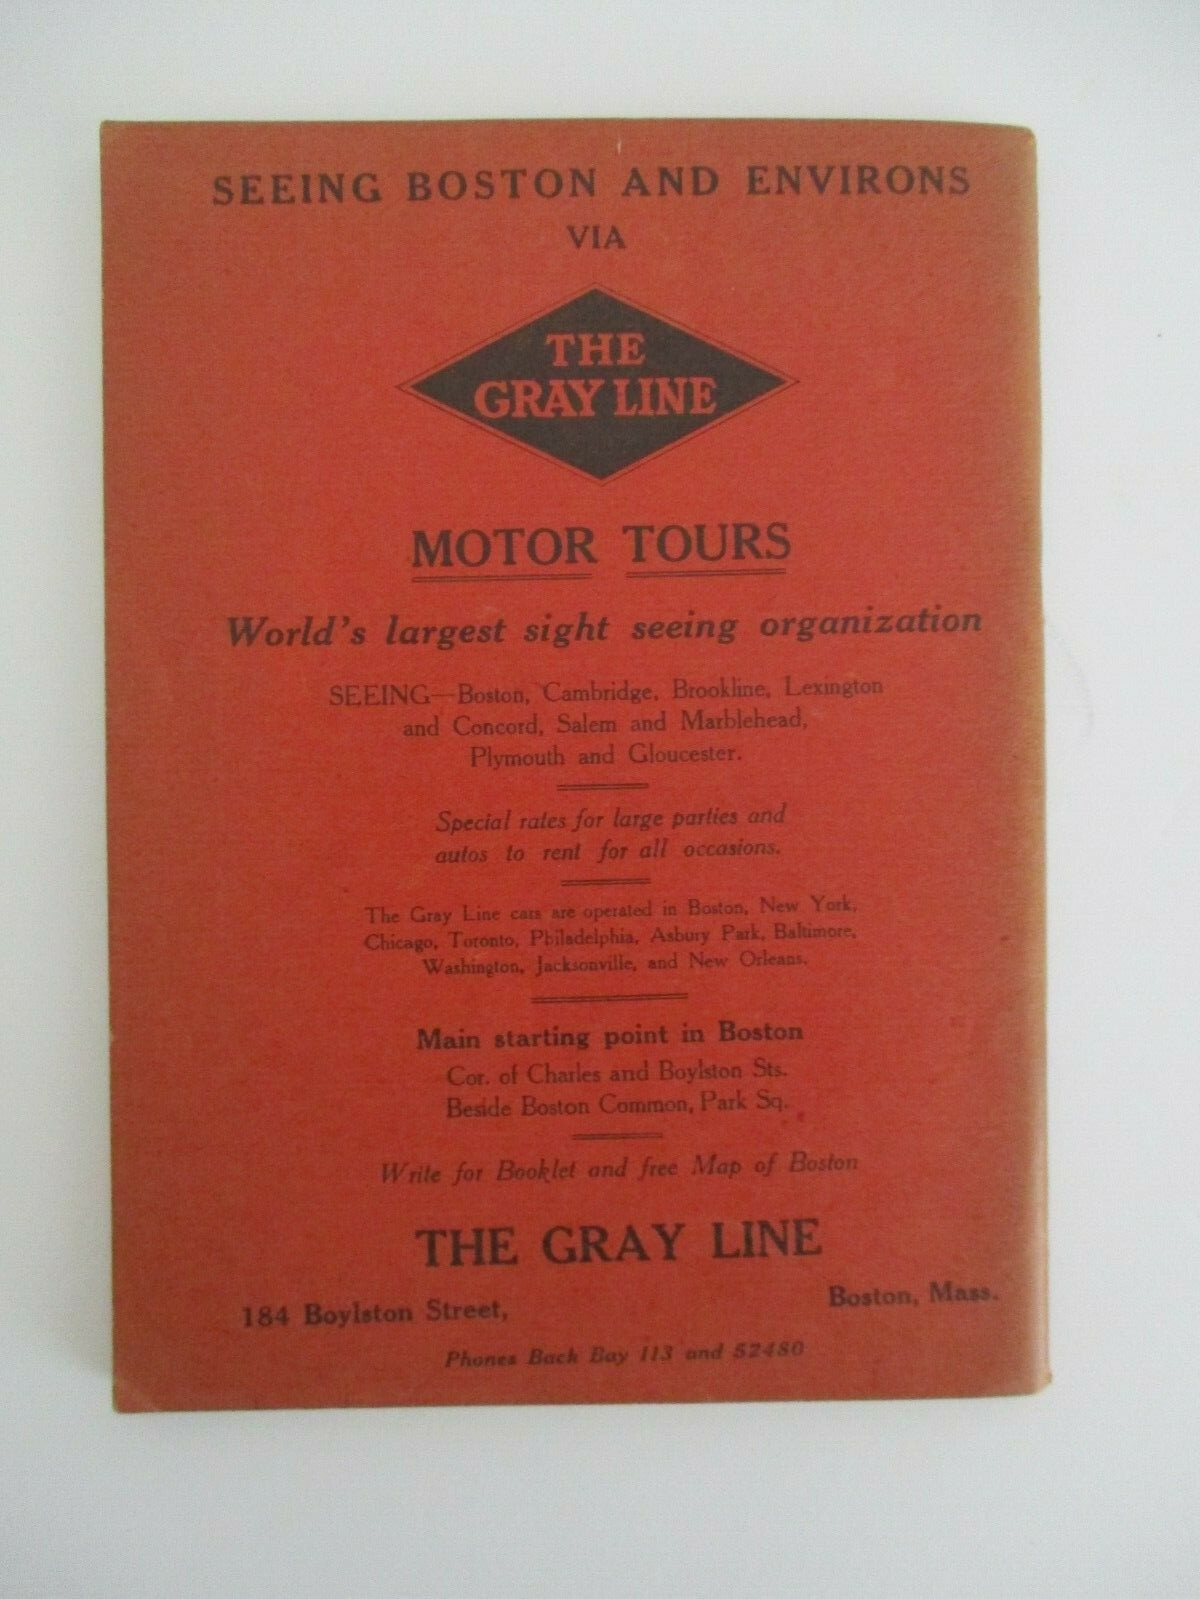 SEEING BOSTON AND ENVIRONS
VIA
THE
GRAY LINE
MOTOR TOURS
World's largest sight seeing organization
SEEING—Boston, Cambridge, Brookline, Lexington
and Concord, Salem and Marblehead,
Plymouth and Gloucester.
Special rates for large parties and
autos to rent for all occasions.
The Gray Line cars are operated in Boston, New York,
Chicago, Toronto, Philadelphia, Asbury Park, Baltimore,
Washington, Jacksonville, and New Orleans.
Main starting point in Boston
Cor. of Charles and Boylston Sts.
Beside Boston Common, Park Sq.
Write for Booklet and free Map of Boston
THE GRAY LINE
184 Boylston Street, Boston, Mass.
Phones Back Bay 113 and 52480